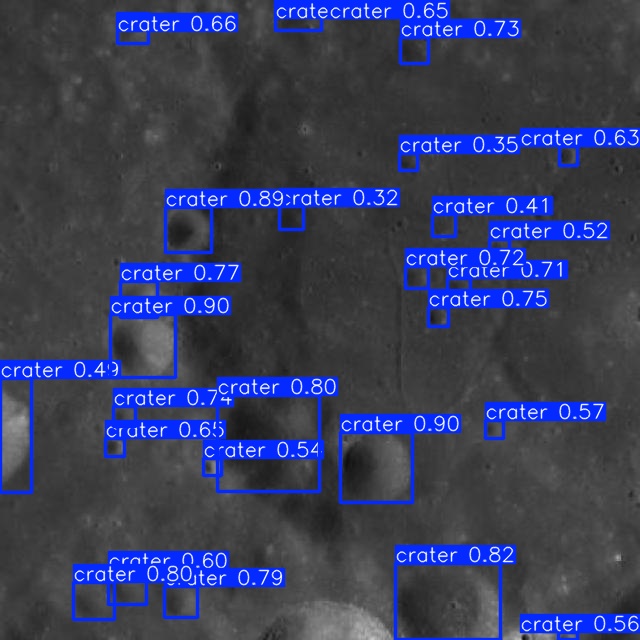 crater 0.65
crater 0.66
crater 0.73
crater 0.63
crater 0.35
crater 0.89
crater 0.32
crater 0.41
crater 0.52
crater 0.72
crater 0.71
crater 0.77
crater 0.75
crater 0.90
crater 0.49
crater 0.80
crater 0.74
crater 0.57
crater 0.90
crater 0.65
crater 0.54
crater 0.82
crater 0.60
crater 0.80
crater 0.79
crater 0.56